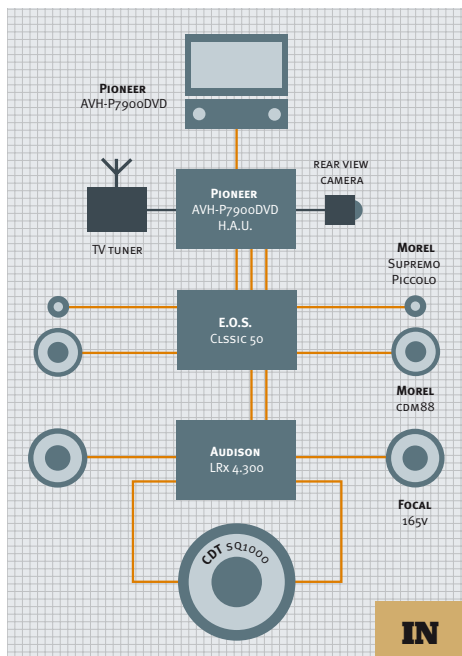 Pioneer
AVH-P7900DVD
Pioneer
AVH-P7900DVD
H.A.U.
REAR VIEW
CAMERA
TV TUNER
Morel
Supremo
Piccolo
E.O.S.
Clssic 50
Morel
CDM88
Audison
LRx 4.300
Focal
165V
CDT SQ1000
IN